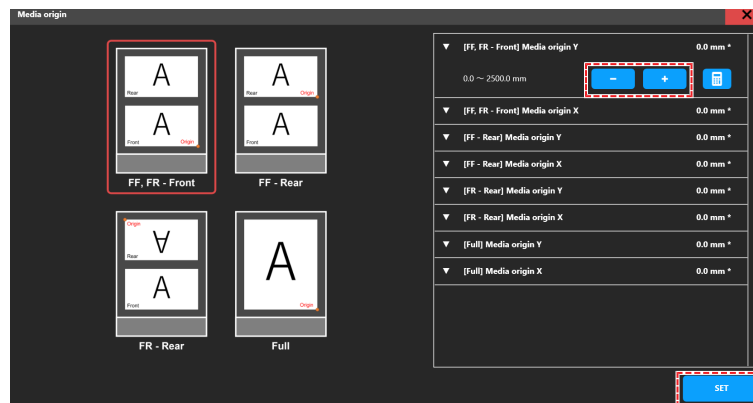 Media origin
A
Rear
A
Front Origin
FF, FR - Front
A
Rear Origin
A
Front
FF - Rear
Origin
A
Rear
A
Front
FR - Rear
A
Origin
Full
▼ [FF, FR - Front] Media origin Y 0.0 mm *
0.0 ~ 2500.0 mm - +
▼ [FF, FR - Front] Media origin X 0.0 mm *
▼ [FF - Rear] Media origin Y 0.0 mm *
▼ [FF - Rear] Media origin X 0.0 mm *
▼ [FR - Rear] Media origin Y 0.0 mm *
▼ [FR - Rear] Media origin X 0.0 mm *
▼ [Full] Media origin Y 0.0 mm *
▼ [Full] Media origin X 0.0 mm *
SET